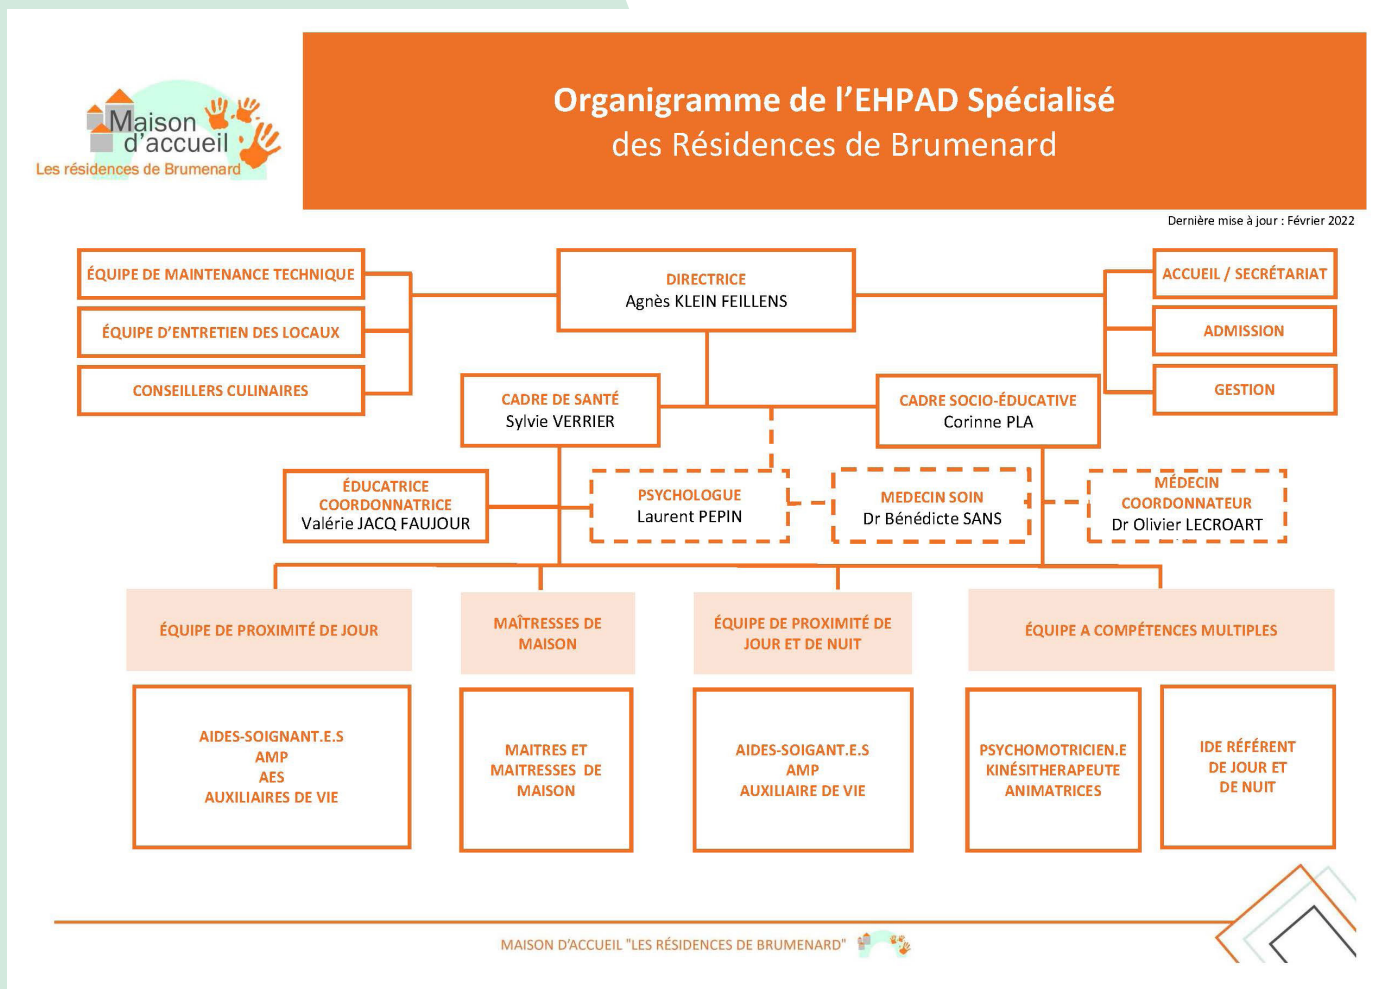 Maison
d'accueil
Les résidences de Brumenard
Organigramme de l'EHPAD Spécialisé
des Résidences de Brumenard
Dernière mise à jour : Février 2022
ÉQUIPE DE MAINTENANCE TECHNIQUE
ÉQUIPE D'ENTRETIEN DES LOCAUX
CONSEILLERS CULINAIRES
DIRECTRICE
Agnès KLEIN FEILLENS
ACCUEIL / SECRÉTARIAT
ADMISSION
GESTION
CADRE DE SANTÉ
Sylvie VERRIER
CADRE SOCIO-ÉDUCATIVE
Corinne PLA
ÉDUCATRICE
COORDONNATRICE
Valérie JACQ FAUJOUR
PSYCHOLOGUE
Laurent PEPIN
MEDECIN SOIN
Dr Bénédicte SANS
MÉDECIN
COORDONNATEUR
Dr Olivier LECROART
ÉQUIPE DE PROXIMITÉ DE JOUR
MAÎTRESSES DE
MAISON
ÉQUIPE DE PROXIMITÉ DE
JOUR ET DE NUIT
ÉQUIPE A COMPÉTENCES MULTIPLES
AIDES-SOIGNANT.E.S
AMP
AES
AUXILIAIRES DE VIE
MAITRES ET
MAITRESSES DE
MAISON
AIDES-SOIGANT.E.S
AMP
AUXILIAIRE DE VIE
PSYCHOMOTRICIEN.E
KINÉSITHERAPEUTE
ANIMATRICES
IDE RÉFÉRENT
DE JOUR ET
DE NUIT
MAISON D'ACCUEIL "LES RÉSIDENCES DE BRUMENARD"